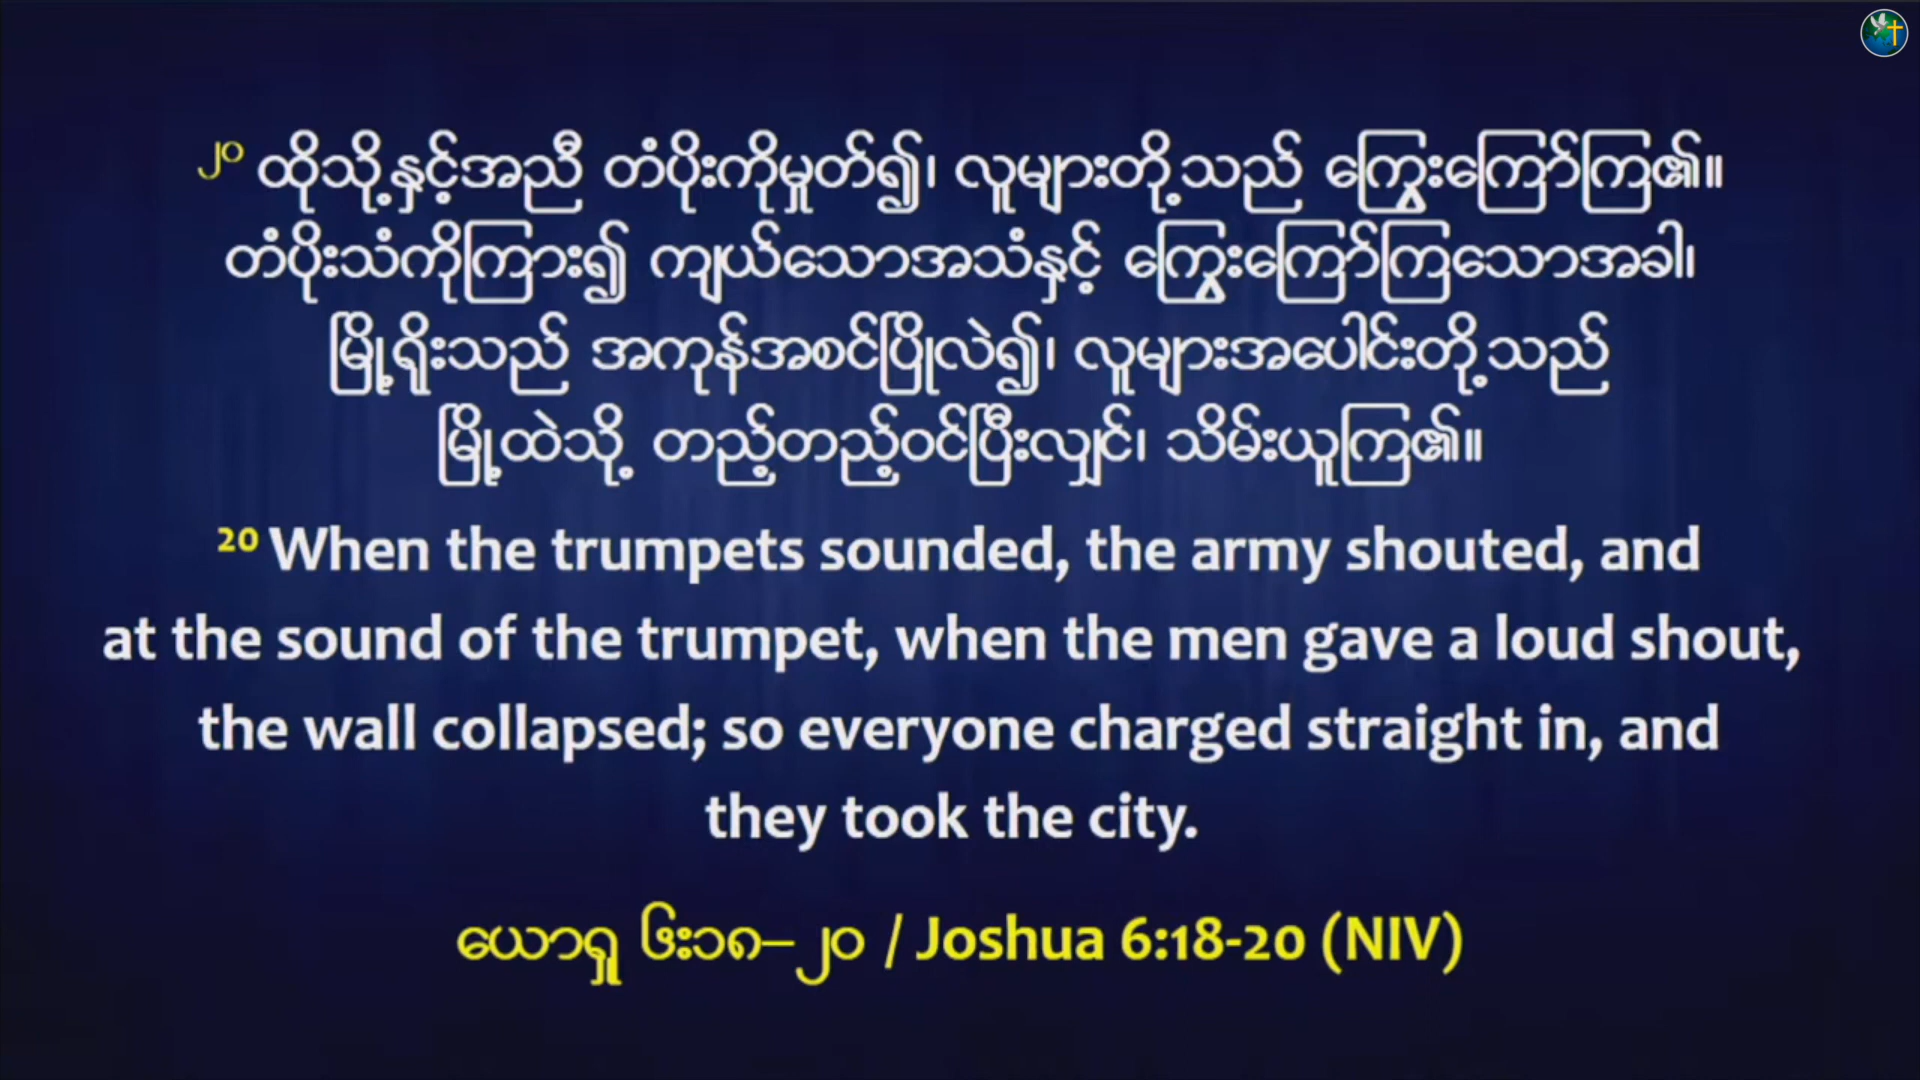 ၂၀ ထိုသို့နှင့်အညီ တံပိုးကိုမှုတ်၍၊ လူများတို့သည် ကြွေးကြော်ကြ၏။
တံပိုးသံကိုကြား၍ ကျယ်သောအသံနှင့် ကြွေးကြော်ကြသောအခါ၊
မြို့ရိုးသည် အကုန်အစင်ပြိုလဲ၍၊ လူများအပေါင်းတို့သည်
မြို့ထဲသို့ တည့်တည့်ဝင်ပြီးလျှင်၊ သိမ်းယူကြ၏။
20 When the trumpets sounded, the army shouted, and
at the sound of the trumpet, when the men gave a loud shout,
the wall collapsed; so everyone charged straight in, and
they took the city.
ယောရှု ၆း၁၈–၂၀ / Joshua 6:18-20 (NIV)